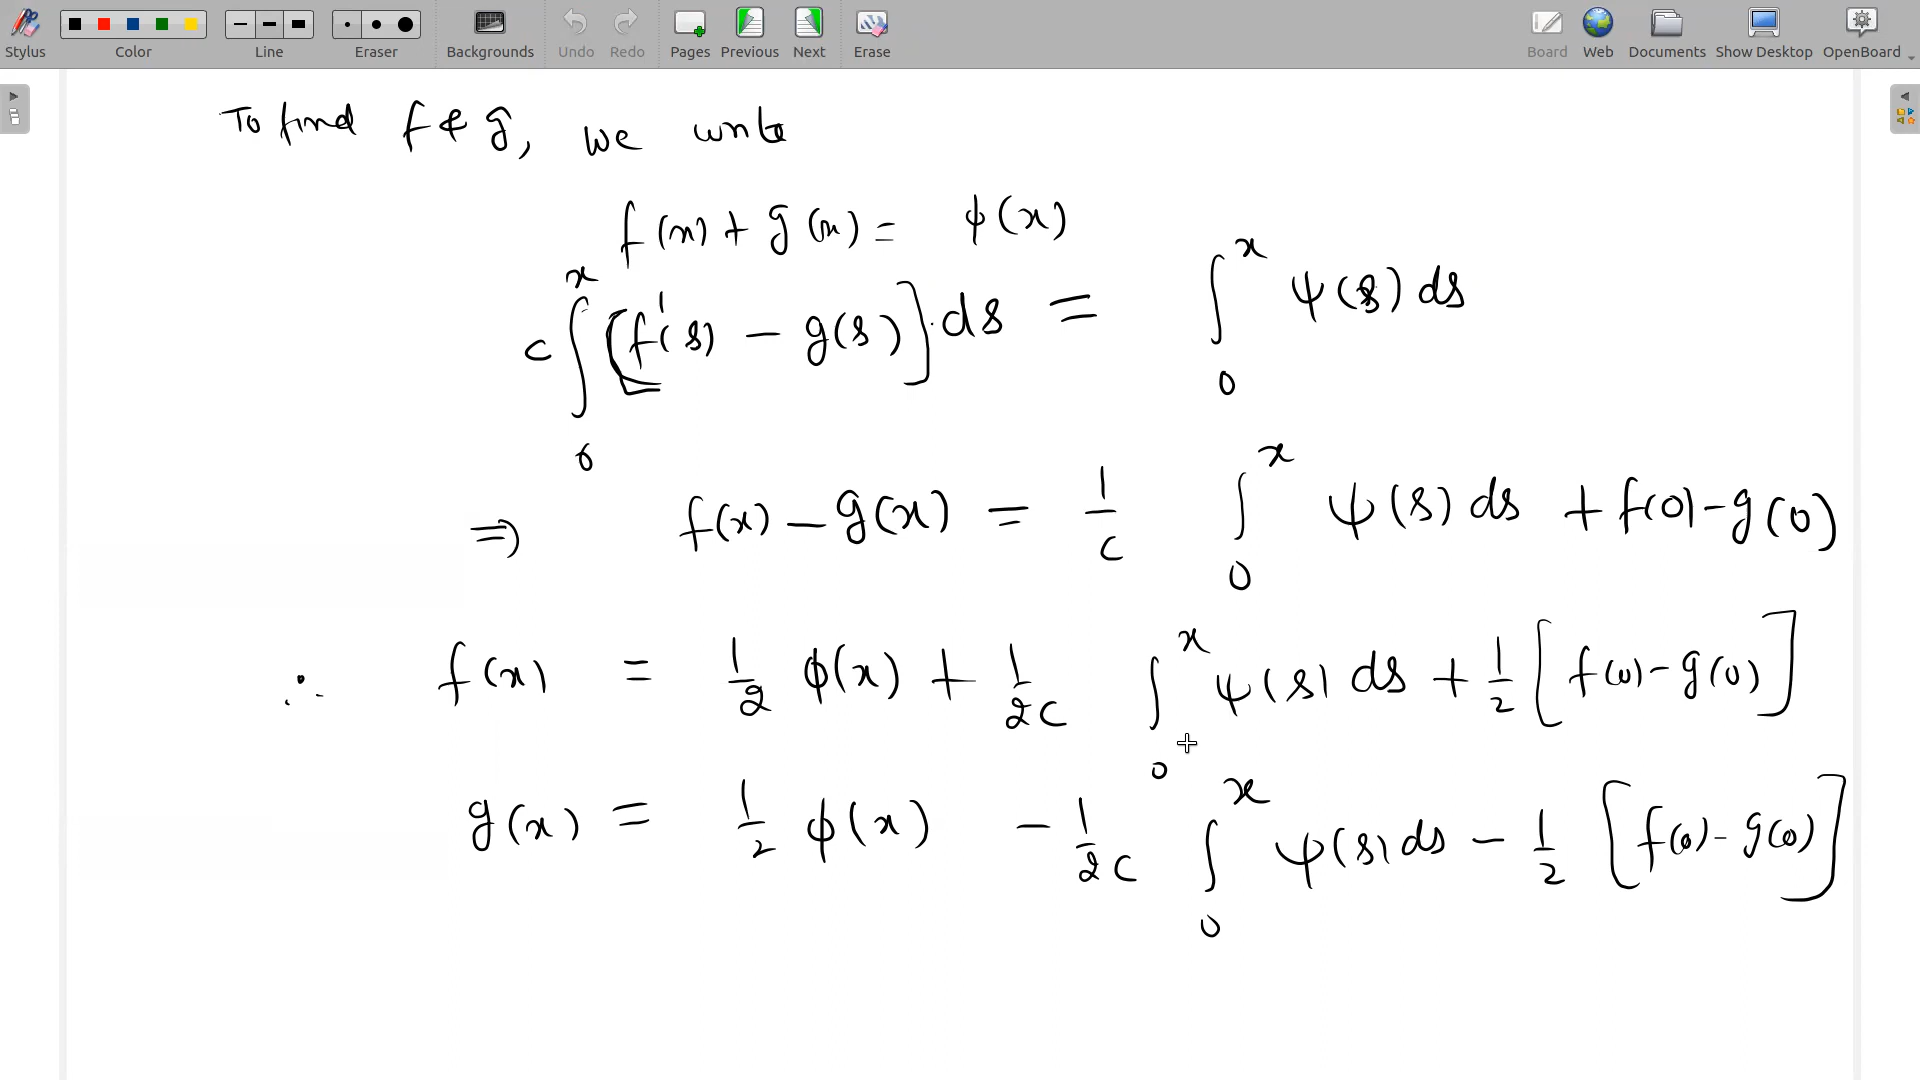 Stylus Color Line Eraser Backgrounds Undo Redo Pages Previous Next Erase Board Web Documents Show Desktop OpenBoard
To find f & g, we write
f(x) + g(x) = ϕ(x)
c ∫₀ˣ [f'(s) - g(s)] ds = ∫₀ˣ ψ(s) ds
⇒ f(x) - g(x) = 1/c ∫₀ˣ ψ(s) ds + f(0) - g(0)
∴ f(x) = 1/2 ϕ(x) + 1/2c ∫₀ˣ ψ(s) ds + 1/2 [f(0) - g(0)]
g(x) = 1/2 ϕ(x) - 1/2c ∫₀ˣ ψ(s) ds - 1/2 [f(0) - g(0)]